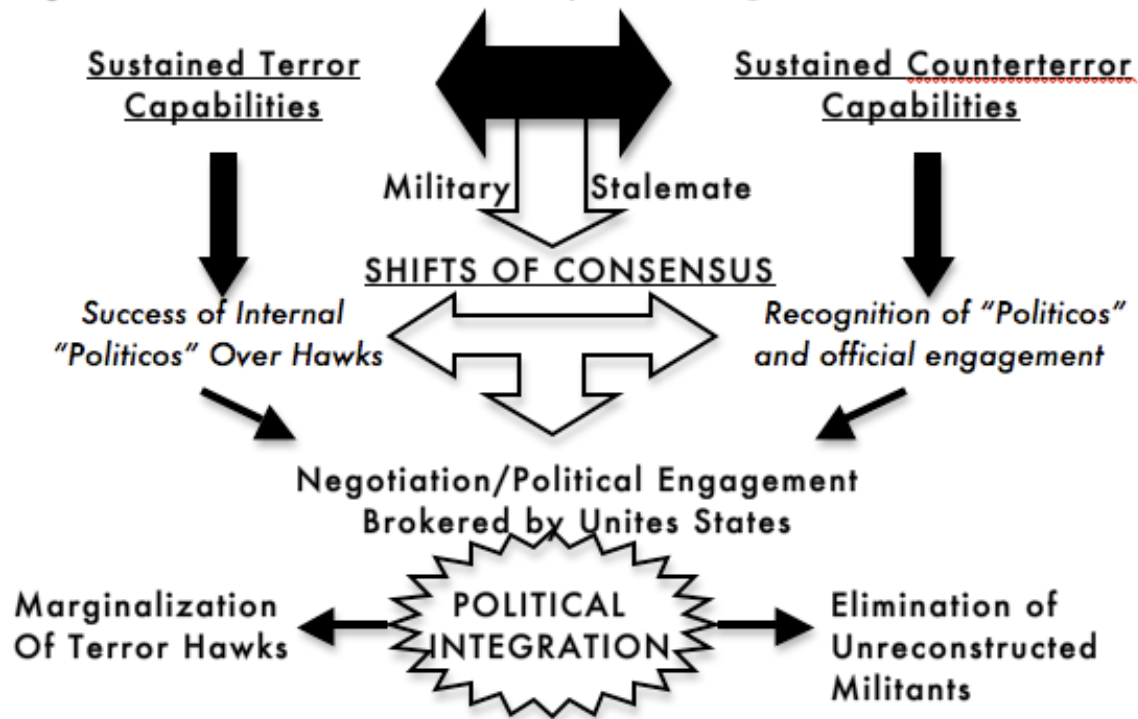 Sustained Terror
Capabilities
Sustained Counterterror
Capabilities
Military Stalemate
SHIFTS OF CONSENSUS
Success of Internal
"Politicos" Over Hawks
Recognition of "Politicos"
and official engagement
Negotiation/Political Engagement
Brokered by Unites States
Marginalization
Of Terror Hawks
POLITICAL
INTEGRATION
Elimination of
Unreconstructed
Militants